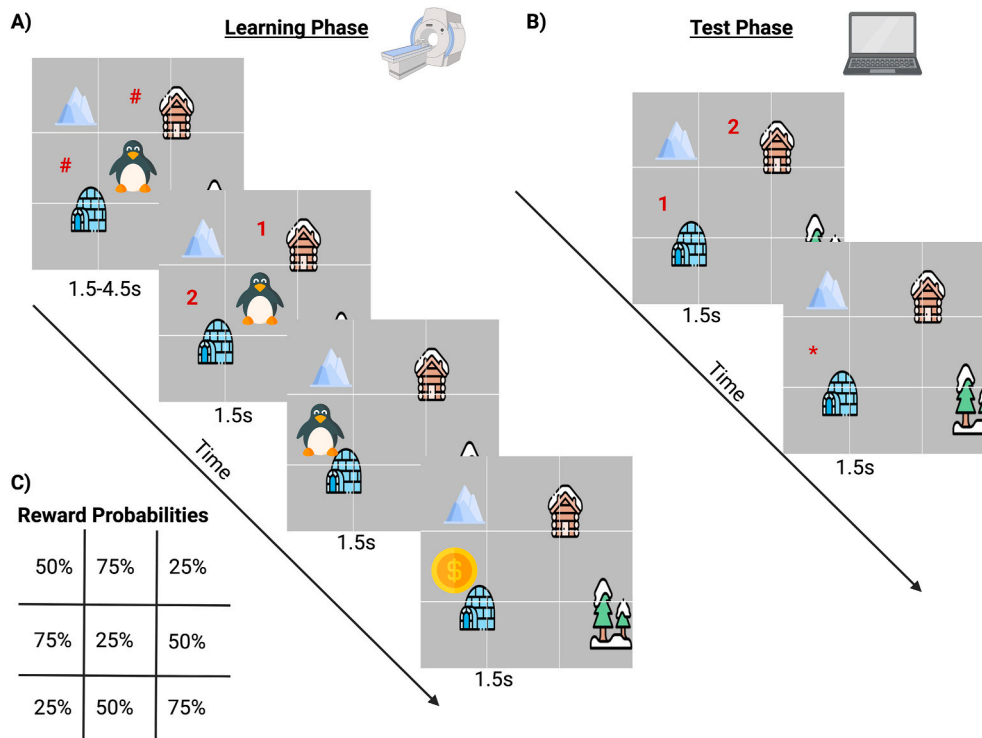 A)
Learning Phase
#
#
1.5-4.5s
1
2
1.5s
1.5s
$
1.5s
Time
B)
Test Phase
2
1
1.5s
*
1.5s
Time
C)
Reward Probabilities
50% 75% 25%
75% 25% 50%
25% 50% 75%